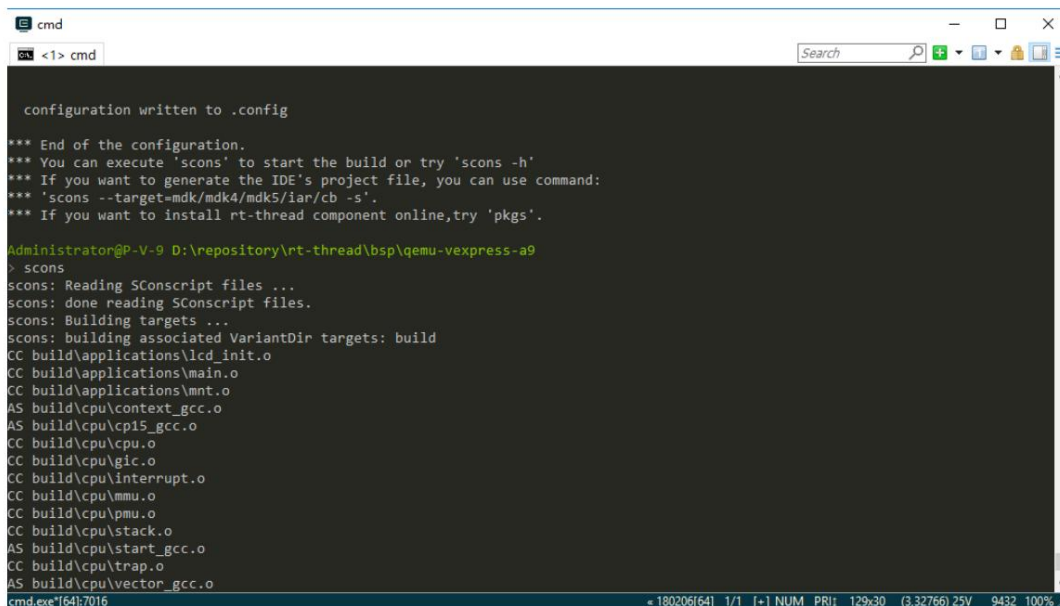 cmd
<1> cmd
Search
configuration written to .config
*** End of the configuration.
*** You can execute 'scons' to start the build or try 'scons -h'
*** If you want to generate the IDE's project file, you can use command:
*** 'scons --target=mdk/mdk4/mdk5/iar/cb -s'.
*** If you want to install rt-thread component online,try 'pkgs'.
Administrator@P-V-9 D:\repository\rt-thread\bsp\qemu-vexpress-a9
> scons
scons: Reading SConscript files ...
scons: done reading SConscript files.
scons: Building targets ...
scons: building associated VariantDir targets: build
CC build\applications\lcd_init.o
CC build\applications\main.o
CC build\applications\mnt.o
AS build\cpu\context_gcc.o
AS build\cpu\cp15_gcc.o
CC build\cpu\cpu.o
CC build\cpu\gic.o
CC build\cpu\interrupt.o
CC build\cpu\mmu.o
CC build\cpu\pmu.o
CC build\cpu\stack.o
AS build\cpu\start_gcc.o
CC build\cpu\trap.o
AS build\cpu\vector_gcc.o
cmd.exe*[64]:7016 « 180206[64] 1/1 [+] NUM PRI↕ 129x30 (3,32766) 25V 9432 100%